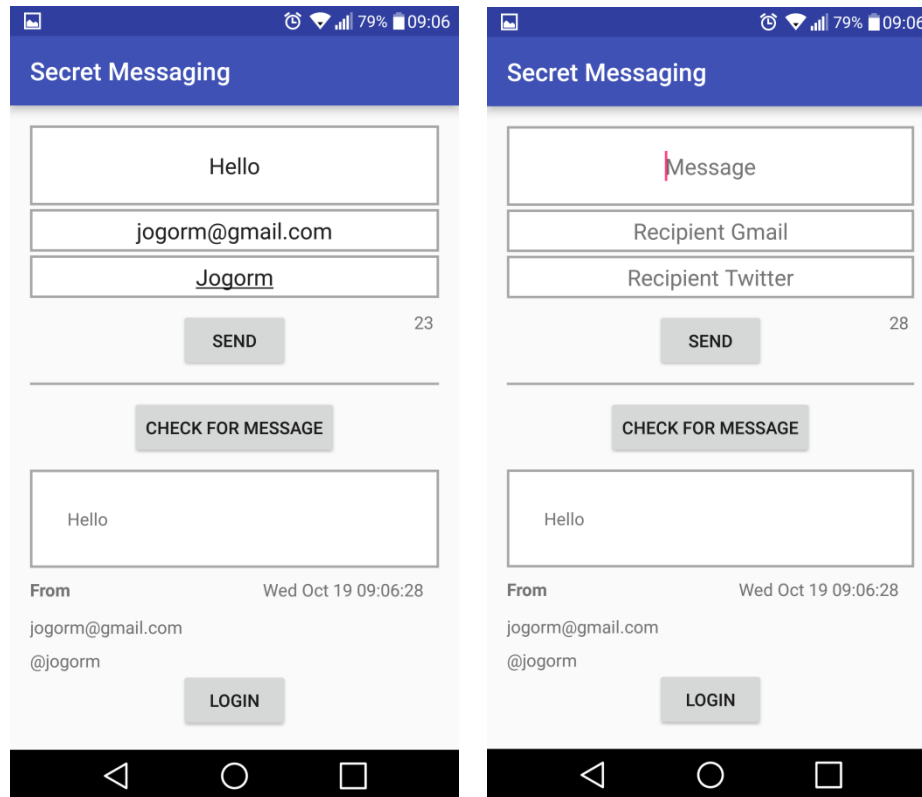 79% 09:06
Secret Messaging
Hello
jogorm@gmail.com
Jogorm
23
SEND
CHECK FOR MESSAGE
Hello
From Wed Oct 19 09:06:28
jogorm@gmail.com
@jogorm
LOGIN
79% 09:06
Secret Messaging
Message
Recipient Gmail
Recipient Twitter
28
SEND
CHECK FOR MESSAGE
Hello
From Wed Oct 19 09:06:28
jogorm@gmail.com
@jogorm
LOGIN